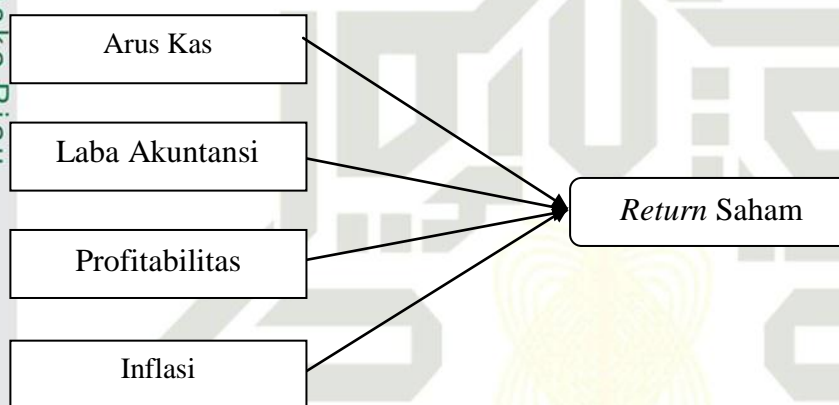 Arus Kas
Laba Akuntansi
Return Saham
Profitabilitas
Inflasi